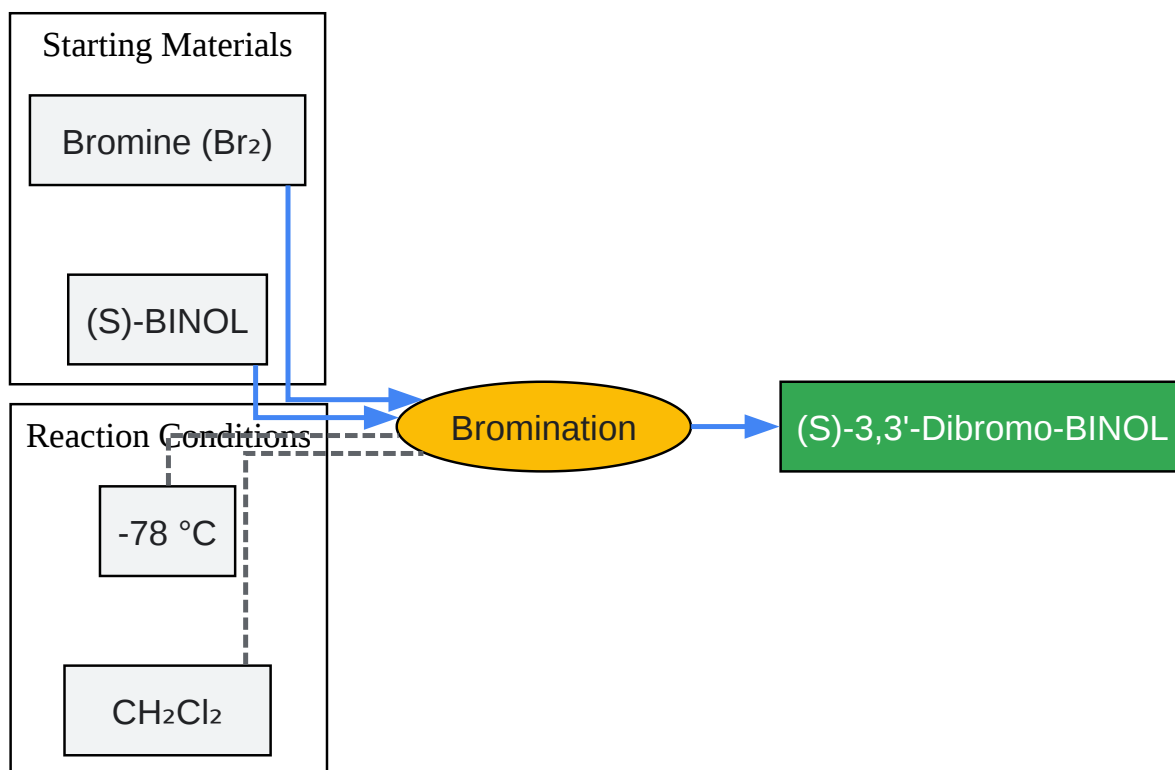 Starting Materials
Bromine (Br₂)
(S)-BINOL
Reaction Conditions
-78 °C
CH₂Cl₂
Bromination
(S)-3,3'-Dibromo-BINOL